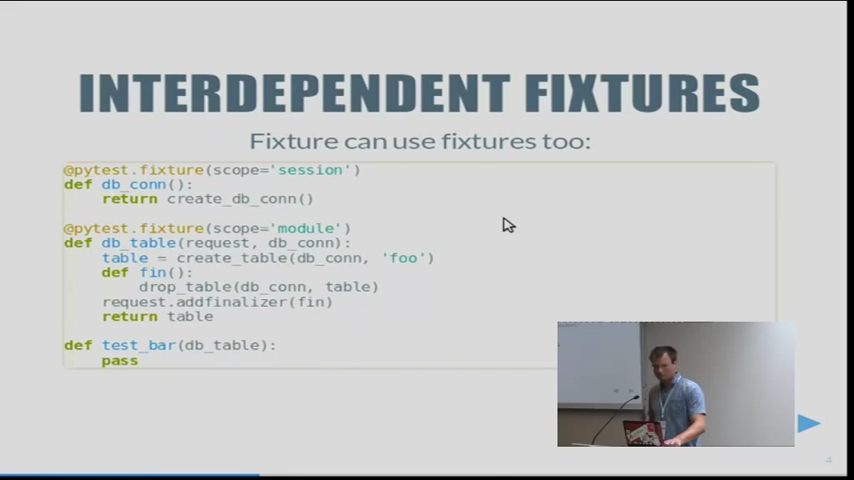 INTERDEPENDENT FIXTURES
Fixture can use fixtures too:
@pytest.fixture(scope='session')
def db_conn():
    return create_db_conn()
@pytest.fixture(scope='module')
def db_table(request, db_conn):
    table = create_table(db_conn, 'foo')
    def fin():
        drop_table(db_conn, table)
    request.addfinalizer(fin)
    return table
def test_bar(db_table):
    pass